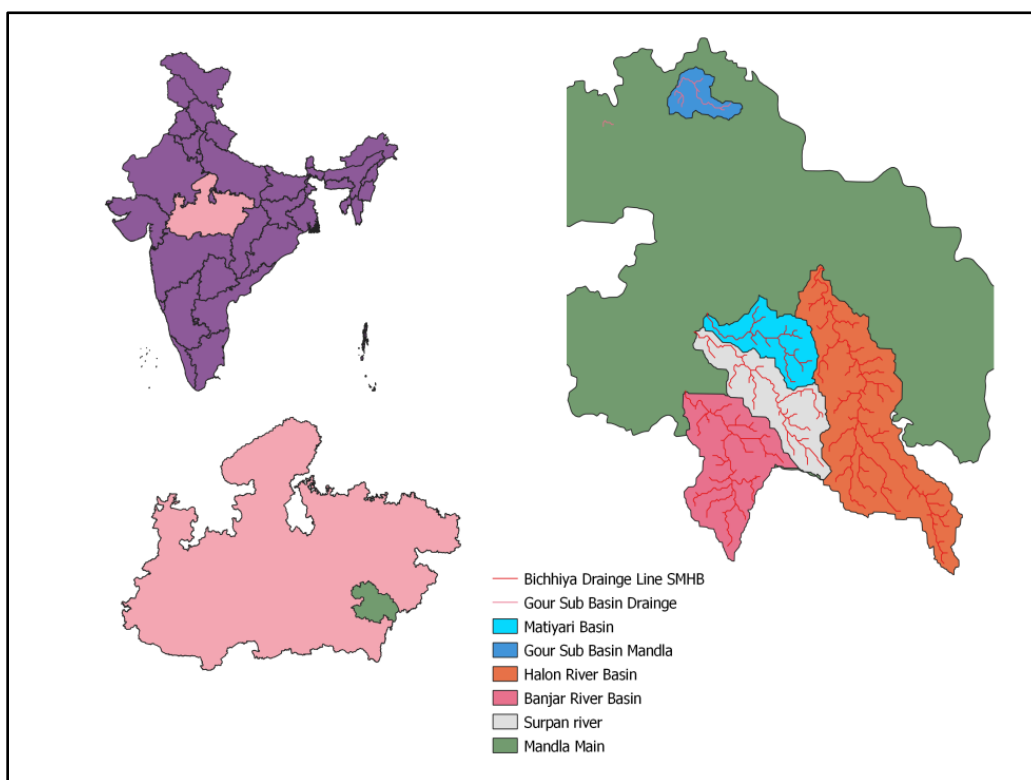 Bichhiya Drainge Line SMHB
Gour Sub Basin Drainge
Matiyari Basin
Gour Sub Basin Mandla
Halon River Basin
Banjar River Basin
Surpan river
Mandla Main